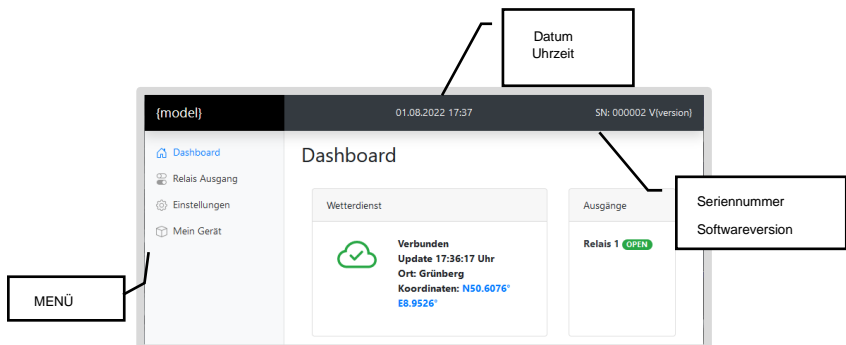 Datum
Uhrzeit
{model}
01.08.2022 17:37
SN: 000002 V{version}
Dashboard
Relais Ausgang
Einstellungen
Mein Gerät
Dashboard
Wetterdienst
Verbunden
Update 17:36:17 Uhr
Ort: Grünberg
Koordinaten: N50.6076°
E8.9526°
Ausgänge
Relais 1 OPEN
Seriennummer
Softwareversion
MENÜ